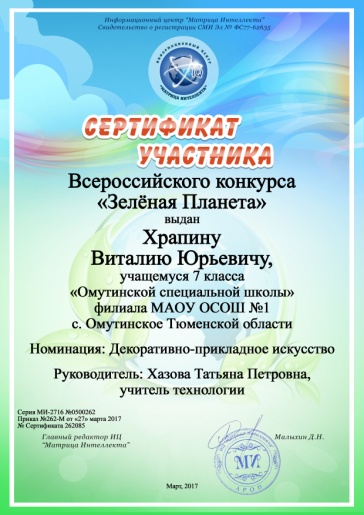 Информационный центр "Матрица Интеллекта"
Свидетельство о регистрации СМИ Эл № ФС77-62635
СЕРТИФИКАТ
УЧАСТНИКА
Всероссийского конкурса
«Зелёная Планета»
выдан
Храпину
Виталию Юрьевичу,
учащемуся 7 класса
«Омутинской специальной школы»
филиала МАОУ ОСОШ №1
с. Омутинское Тюменской области
Номинация: Декоративно-прикладное искусство
Руководитель: Хазова Татьяна Петровна,
учитель технологии
Серия МИ-2716 №0500262
Приказ №262-М от «27» марта 2017
№ Сертификата 262085
Главный редактор ИЦ
"Матрица Интеллекта"
Малыхин Д.Н.
МИ
Март, 2017